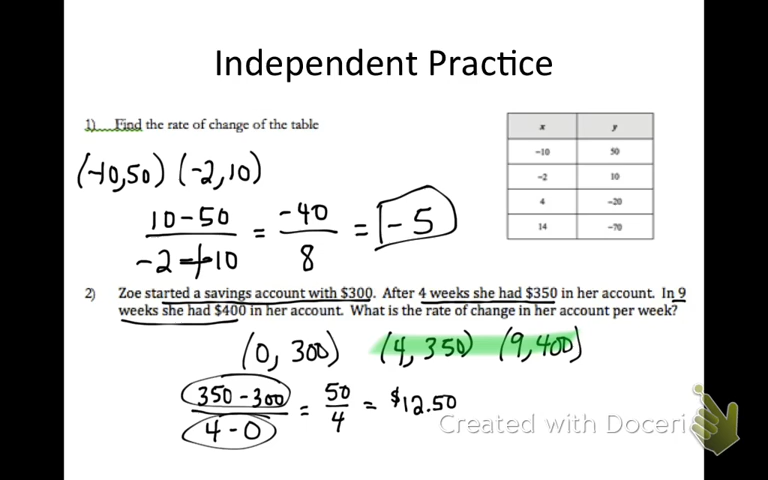 Independent Practice
1) Find the rate of change of the table
x y
-10 50
-2 10
4 -20
14 -70
(-10,50) (-2,10)
10-50 / -2-+10 = -40 / 8 = -5
2) Zoe started a savings account with $300. After 4 weeks she had $350 in her account. In 9
weeks she had $400 in her account. What is the rate of change in her account per week?
(0, 300) (4, 350) (9,400)
350-300 / 4-0 = 50 / 4 = $12.50
Created with Doceri